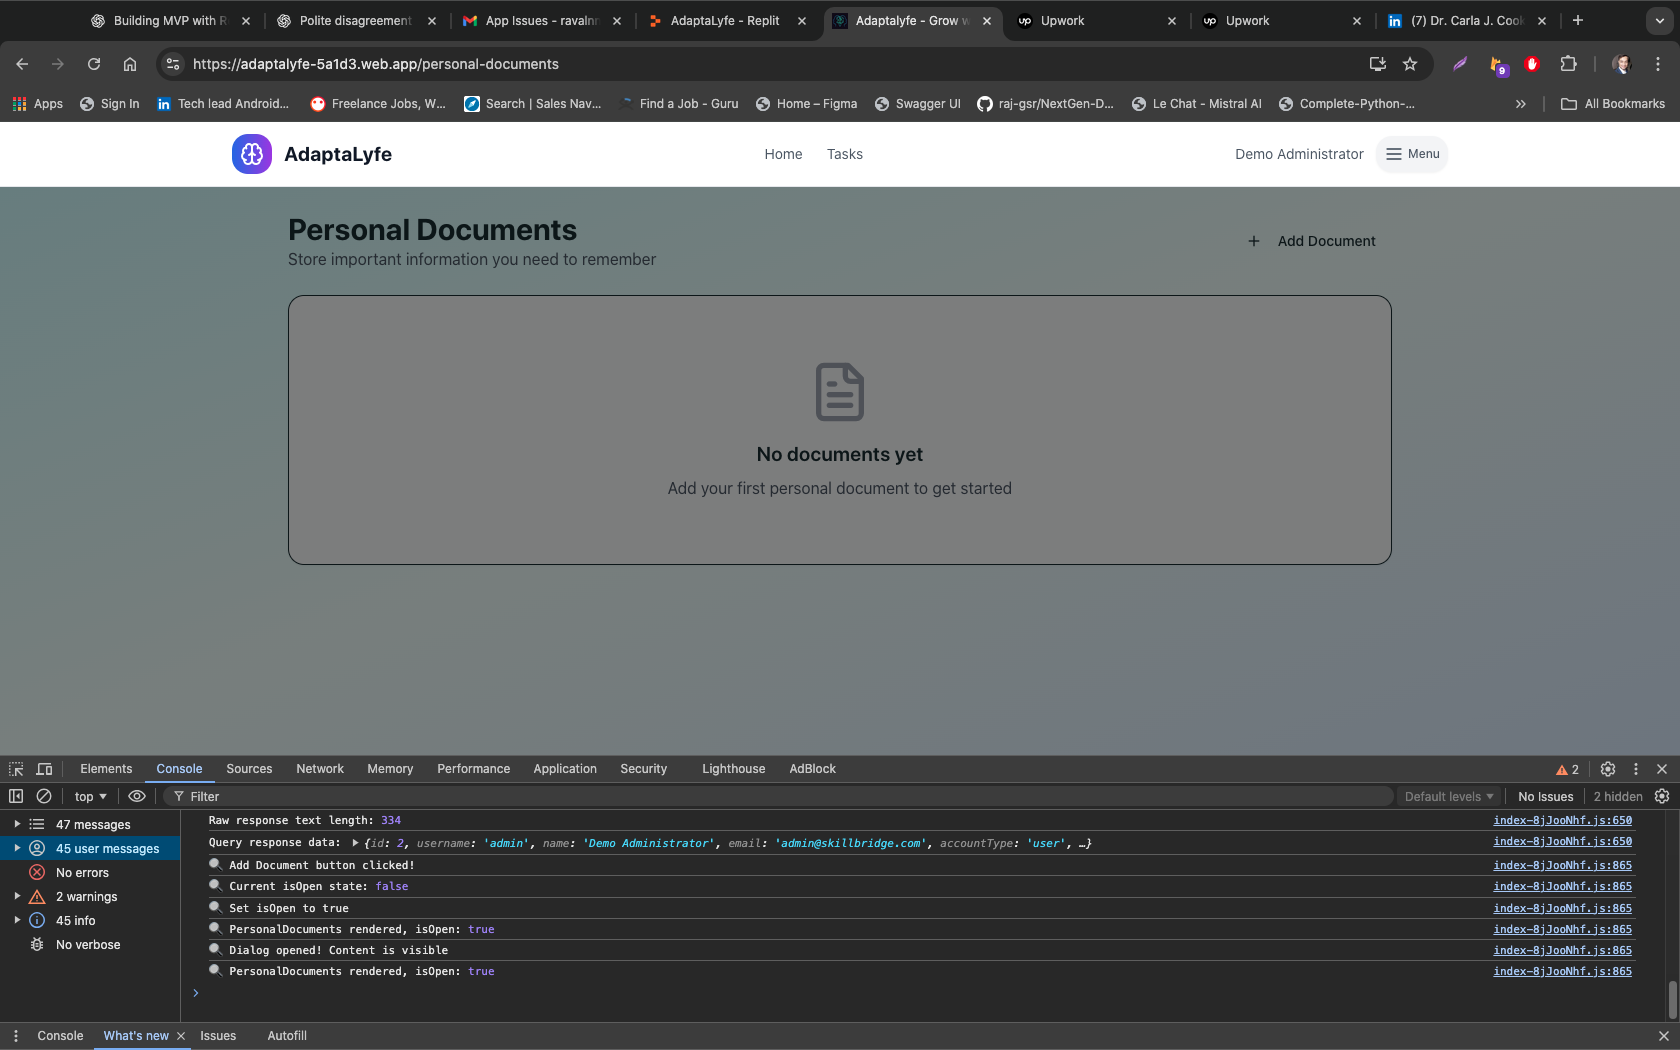 Building MVP with R
Polite disagreement
App Issues - ravalnn
AdaptaLyfe - Replit
Adaptalyfe - Grow w
Upwork
Upwork
(7) Dr. Carla J. Cook
https://adaptalyfe-5a1d3.web.app/personal-documents
9
Apps
Sign In
Tech lead Android...
Freelance Jobs, W...
Search | Sales Nav...
Find a Job - Guru
Home – Figma
Swagger UI
raj-gsr/NextGen-D...
Le Chat - Mistral AI
Complete-Python-...
»
All Bookmarks
AdaptaLyfe
Home
Tasks
Demo Administrator
Menu
Personal Documents
Store important information you need to remember
+ Add Document
No documents yet
Add your first personal document to get started
Elements
Console
Sources
Network
Memory
Performance
Application
Security
Lighthouse
AdBlock
2
top
Filter
Default levels
No Issues
2 hidden
47 messages
45 user messages
No errors
2 warnings
45 info
No verbose
Raw response text length: 334 index-8jJooNhf.js:650
Query response data: {id: 2, username: 'admin', name: 'Demo Administrator', email: 'admin@skillbridge.com', accountType: 'user', …} index-8jJooNhf.js:650
Add Document button clicked! index-8jJooNhf.js:865
Current isOpen state: false index-8jJooNhf.js:865
Set isOpen to true index-8jJooNhf.js:865
PersonalDocuments rendered, isOpen: true index-8jJooNhf.js:865
Dialog opened! Content is visible index-8jJooNhf.js:865
PersonalDocuments rendered, isOpen: true index-8jJooNhf.js:865
>
Console
What's new
Issues
Autofill